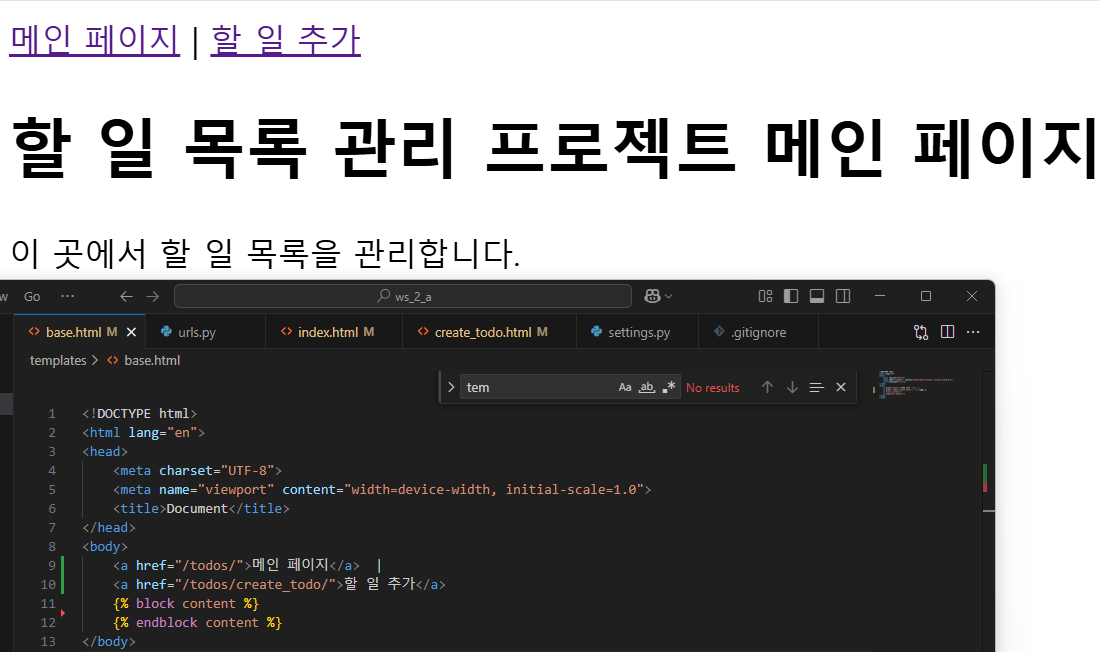 메인 페이지 | 할 일 추가
할 일 목록 관리 프로젝트 메인 페이지
이 곳에서 할 일 목록을 관리합니다.
w Go ··· ws_2_a
base.html M urls.py index.html M create_todo.html M settings.py .gitignore ···
templates > base.html
tem Aa ab .* No results
1 <!DOCTYPE html>
2 <html lang="en">
3 <head>
4 <meta charset="UTF-8">
5 <meta name="viewport" content="width=device-width, initial-scale=1.0">
6 <title>Document</title>
7 </head>
8 <body>
9 <a href="/todos/">메인 페이지</a> |
10 <a href="/todos/create_todo/">할 일 추가</a>
11 {% block content %}
12 {% endblock content %}
13 </body>